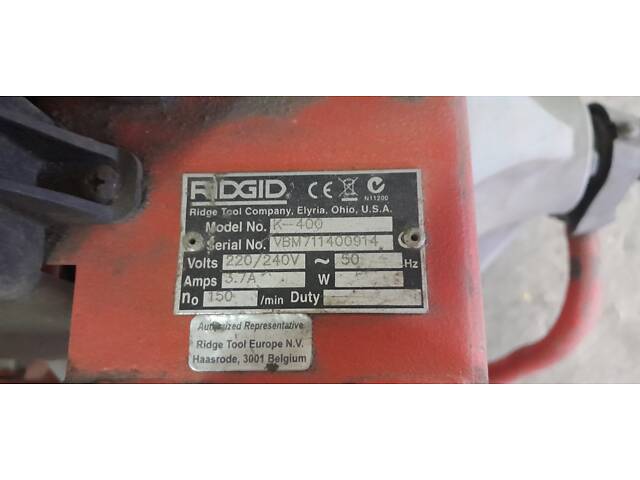 RIDGID CE N11200
Ridge Tool Company, Elyria, Ohio, U.S.A.
Model No. K-400
Serial No. VBM711400914
Volts 220/240V ~ 50 Hz
Amps 3.7A W
no 150 /min Duty
Authorized Representative
Ridge Tool Europe N.V.
Haasrode, 3001 Belgium